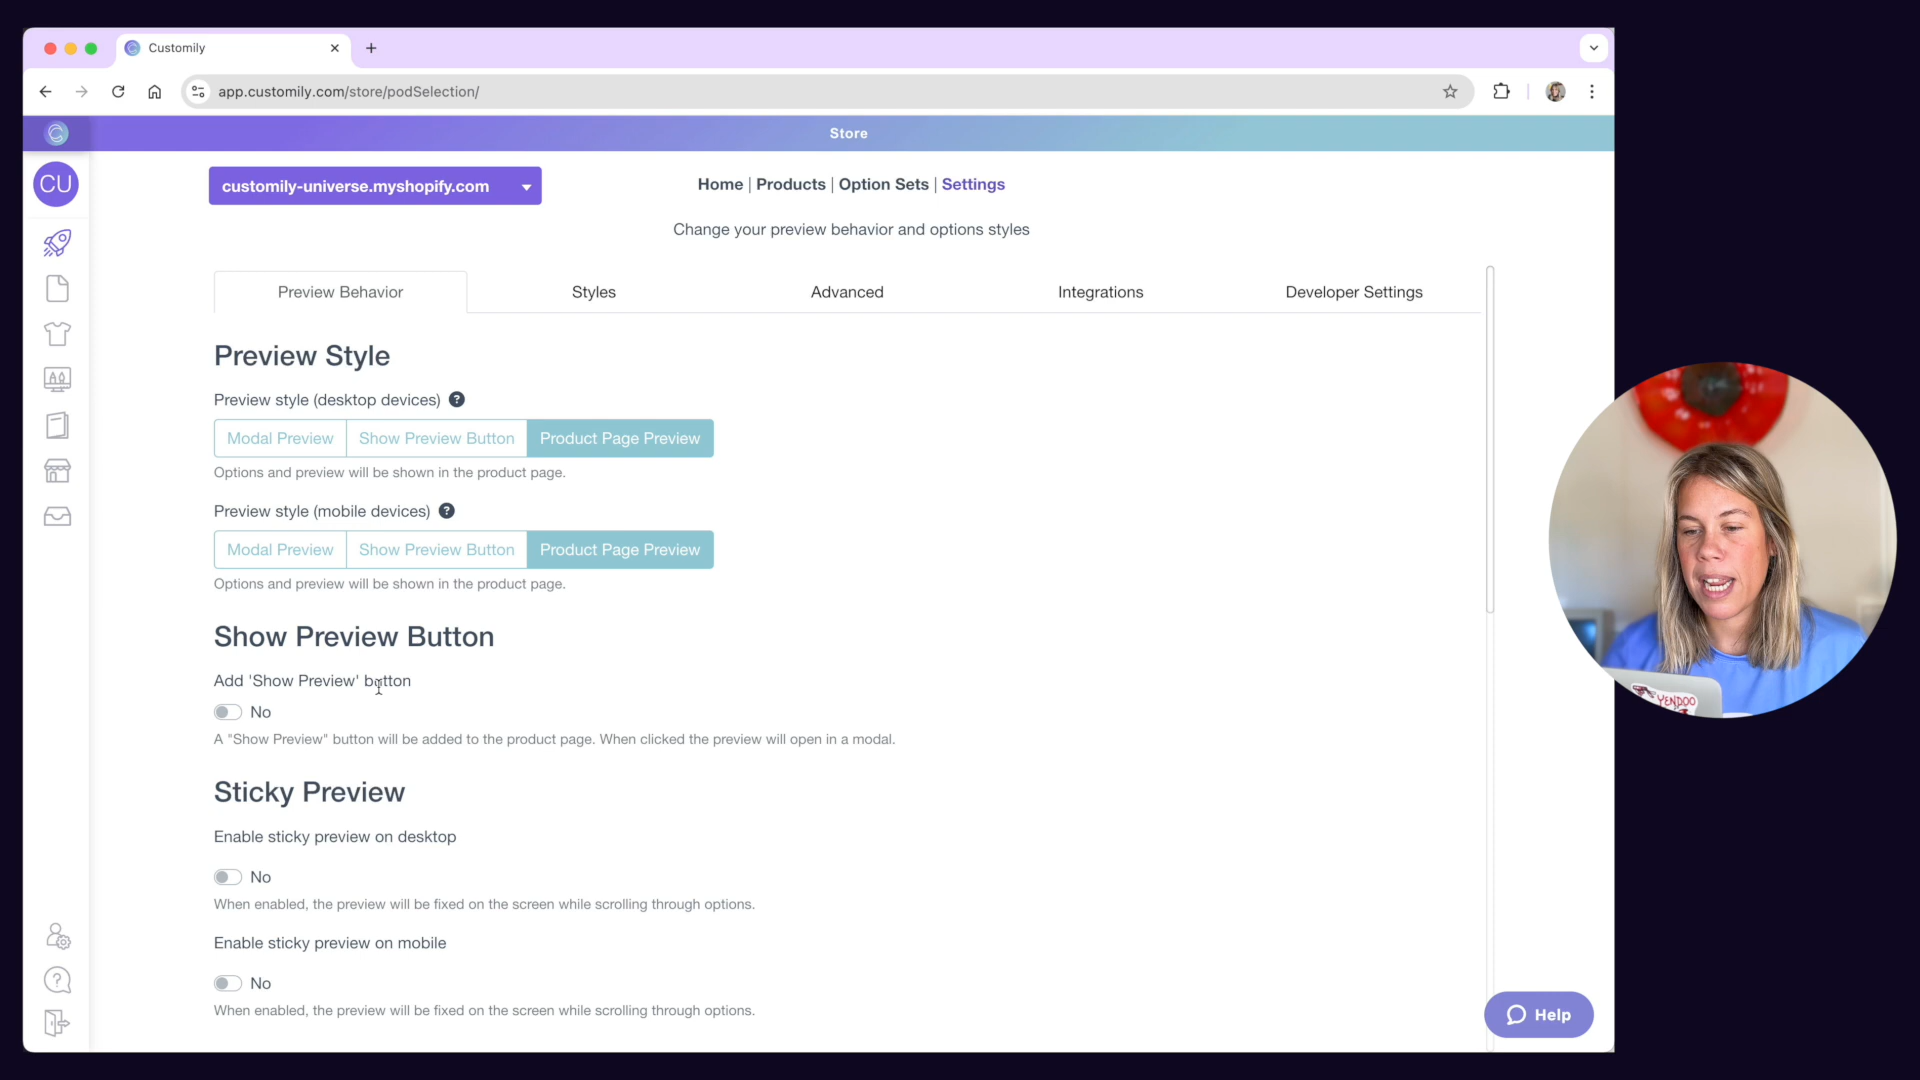 Customily
app.customily.com/store/podSelection/
Store
CU
customily-universe.myshopify.com
Home | Products | Option Sets | Settings
Change your preview behavior and options styles
Preview Behavior
Styles
Advanced
Integrations
Developer Settings
Preview Style
Preview style (desktop devices) ?
Modal Preview
Show Preview Button
Product Page Preview
Options and preview will be shown in the product page.
Preview style (mobile devices) ?
Modal Preview
Show Preview Button
Product Page Preview
Options and preview will be shown in the product page.
Show Preview Button
Add 'Show Preview' button
No
A "Show Preview" button will be added to the product page. When clicked the preview will open in a modal.
Sticky Preview
Enable sticky preview on desktop
No
When enabled, the preview will be fixed on the screen while scrolling through options.
Enable sticky preview on mobile
No
When enabled, the preview will be fixed on the screen while scrolling through options.
Help
YENDOO